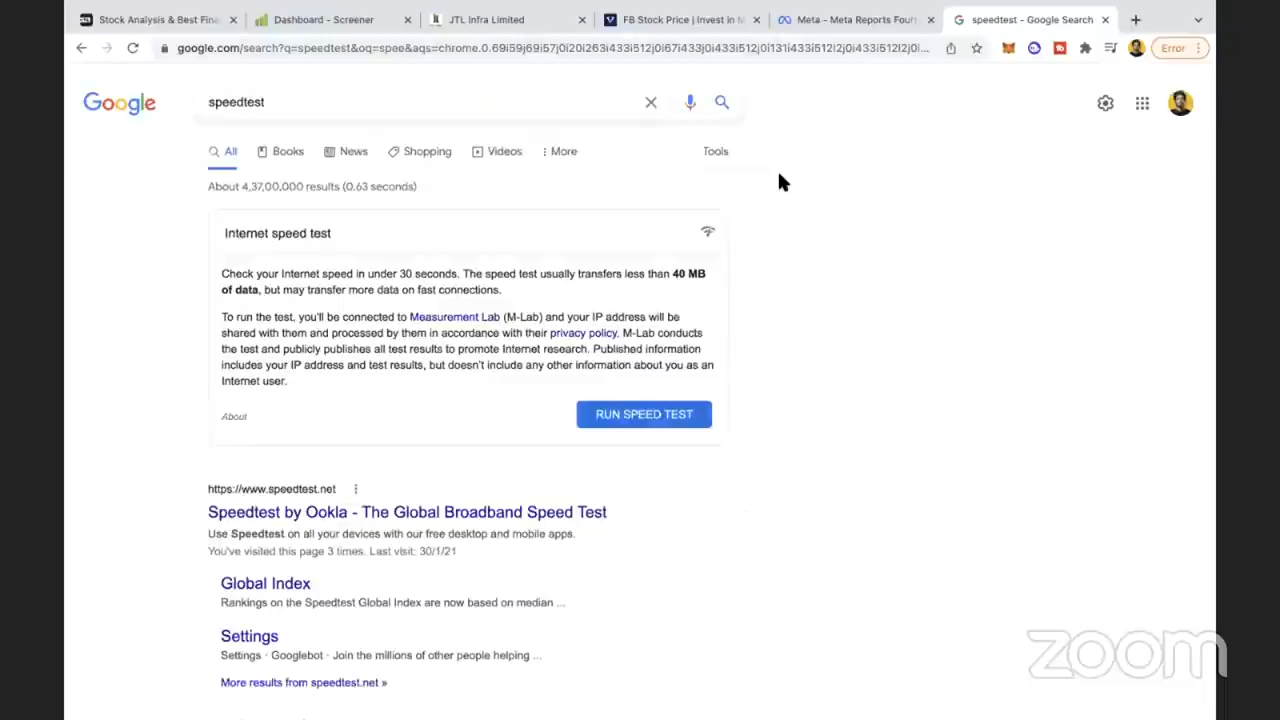 Stock Analysis & Best Fina
Dashboard - Screener
JTL Infra Limited
FB Stock Price | Invest in M
Meta - Meta Reports Fourt
speedtest - Google Search
google.com/search?q=speedtest&oq=spee&aqs=chrome.0.69i59j69i57j0i20i263i433i512j0i67i433j0i433i512j0i131i433i512l2j0i433i512l2j0i...
Error
Google
speedtest
All
Books
News
Shopping
Videos
More
Tools
About 4,37,00,000 results (0.63 seconds)
Internet speed test
Check your Internet speed in under 30 seconds. The speed test usually transfers less than 40 MB
of data, but may transfer more data on fast connections.
To run the test, you'll be connected to Measurement Lab (M-Lab) and your IP address will be
shared with them and processed by them in accordance with their privacy policy. M-Lab conducts
the test and publicly publishes all test results to promote Internet research. Published information
includes your IP address and test results, but doesn't include any other information about you as an
Internet user.
About
RUN SPEED TEST
https://www.speedtest.net
Speedtest by Ookla - The Global Broadband Speed Test
Use Speedtest on all your devices with our free desktop and mobile apps.
You've visited this page 3 times. Last visit: 30/1/21
Global Index
Rankings on the Speedtest Global Index are now based on median ...
Settings
Settings · Googlebot · Join the millions of other people helping ...
More results from speedtest.net »
zoom